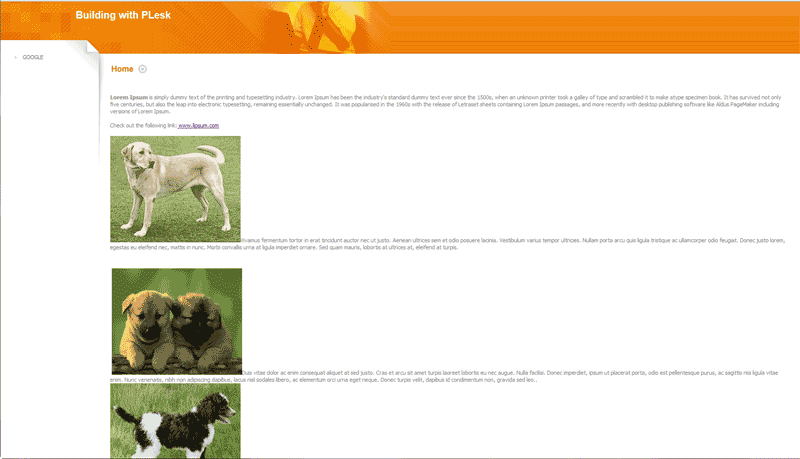 Building with PLesk
GOOGLE
Home
Lorem Ipsum is simply dummy text of the printing and typesetting industry. Lorem Ipsum has been the industry's standard dummy text ever since the 1500s, when an unknown printer took a galley of type and scrambled it to make atype specimen book. It has survived not only
five centuries, but also the leap into electronic typesetting, remaining essentially unchanged. It was popularised in the 1960s with the release of Letraset sheets containing Lorem Ipsum passages, and more recently with desktop publishing software like Aldus PageMaker including
versions of Lorem Ipsum.
Check out the following link: www.lipsum.com
ivamus fermentum tortor in erat tincidunt auctor nec ut justo. Aenean ultrices sem et odio posuere lacinia. Vestibulum varius tempor ultrices. Nullam porta arcu quis ligula tristique ac ullamcorper odio feugiat. Donec justo lorem,
egestas eu eleifend nec, mattis in nunc. Morbi convallis urna at ligula imperdiet ornare. Sed quam mauris, lobortis at ultrices at, eleifend at turpis.
Duis vitae dolor ac enim consequat aliquet at sed justo. Cras et arcu sit amet turpis laoreet lobortis eu nec augue. Nulla facilisi. Donec imperdiet, ipsum ut placerat porta, odio est pellentesque purus, ac sagittis nisi ligula vitae
enim. Nunc venenatis, nibh non adipiscing dapibus, lacus nisl sodales libero, ac elementum orci urna eget neque. Donec turpis velit, dapibus id condimentum non, gravida sed leo..